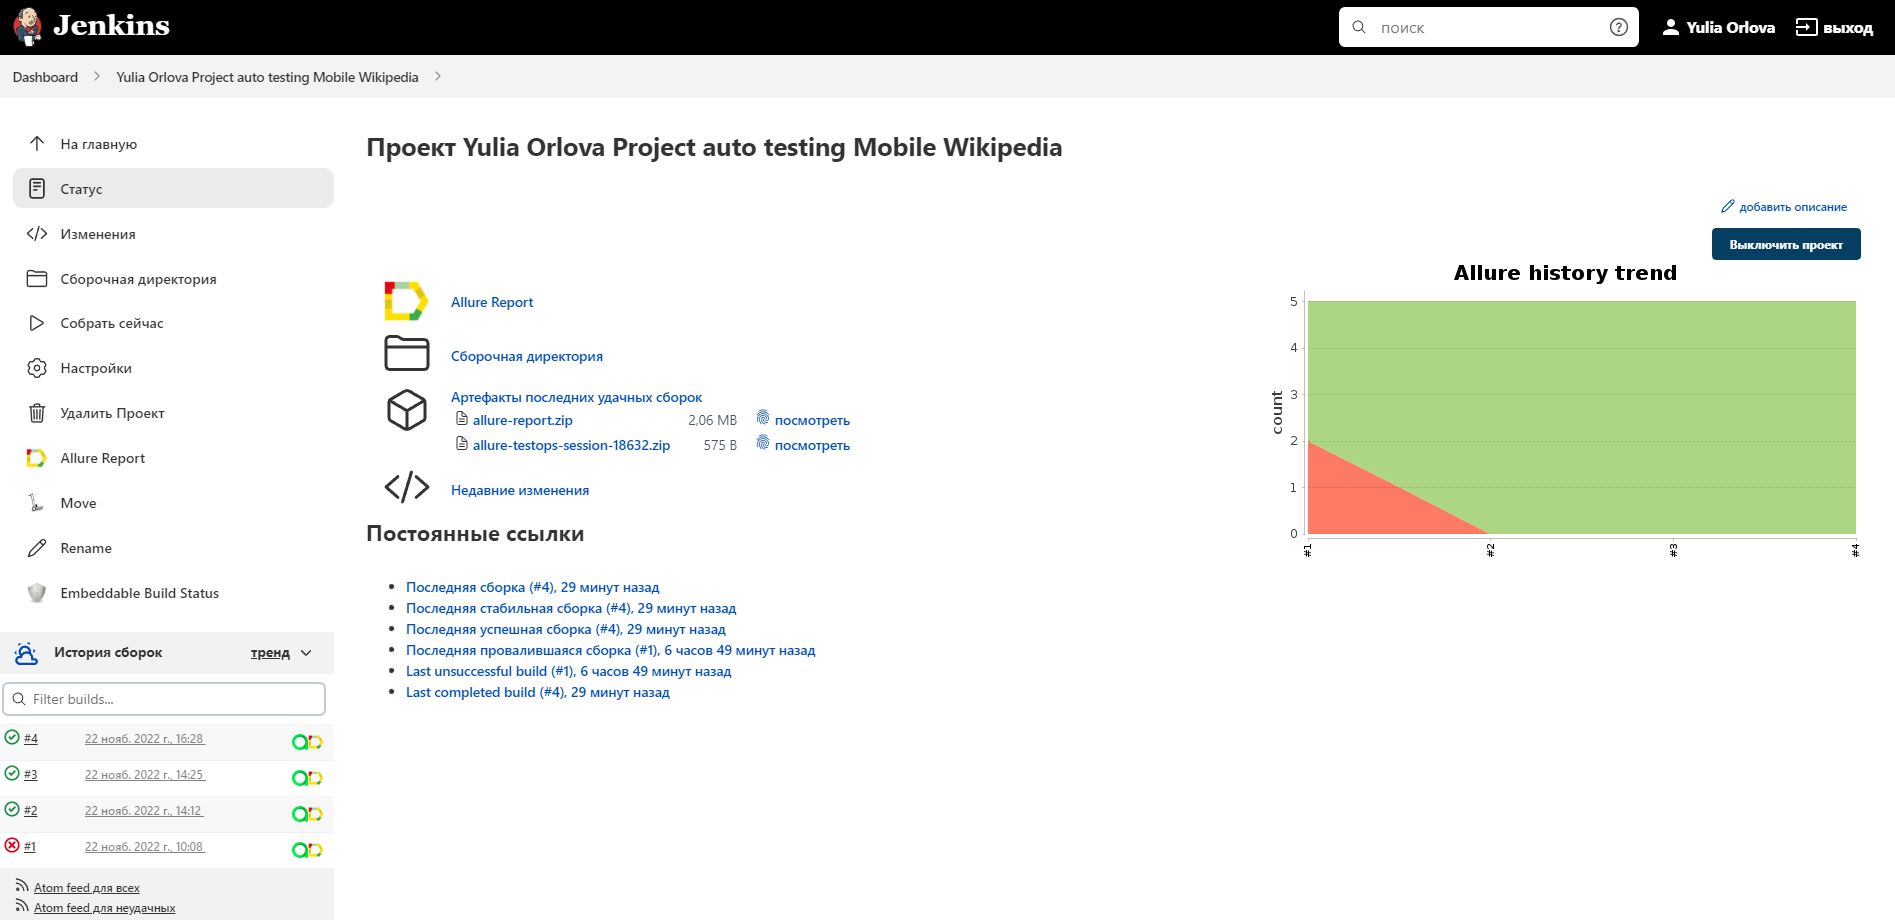 Jenkins
поиск
Yulia Orlova
выход
Dashboard
Yulia Orlova Project auto testing Mobile Wikipedia
На главную
Статус
Изменения
Сборочная директория
Собрать сейчас
Настройки
Удалить Проект
Allure Report
Move
Rename
Embeddable Build Status
История сборок
тренд
Filter builds...
#4 22 нояб. 2022 г., 16:28
#3 22 нояб. 2022 г., 14:25
#2 22 нояб. 2022 г., 14:12
#1 22 нояб. 2022 г., 10:08
Atom feed для всех
Atom feed для неудачных
Проект Yulia Orlova Project auto testing Mobile Wikipedia
добавить описание
Выключить проект
Allure Report
Сборочная директория
Артефакты последних удачных сборок
allure-report.zip 2,06 MB посмотреть
allure-testops-session-18632.zip 575 B посмотреть
Недавние изменения
Постоянные ссылки
Последняя сборка (#4), 29 минут назад
Последняя стабильная сборка (#4), 29 минут назад
Последняя успешная сборка (#4), 29 минут назад
Последняя провалившаяся сборка (#1), 6 часов 49 минут назад
Last unsuccessful build (#1), 6 часов 49 минут назад
Last completed build (#4), 29 минут назад
Allure history trend
count
5
4
3
2
1
0
#1 #2 #3 #4